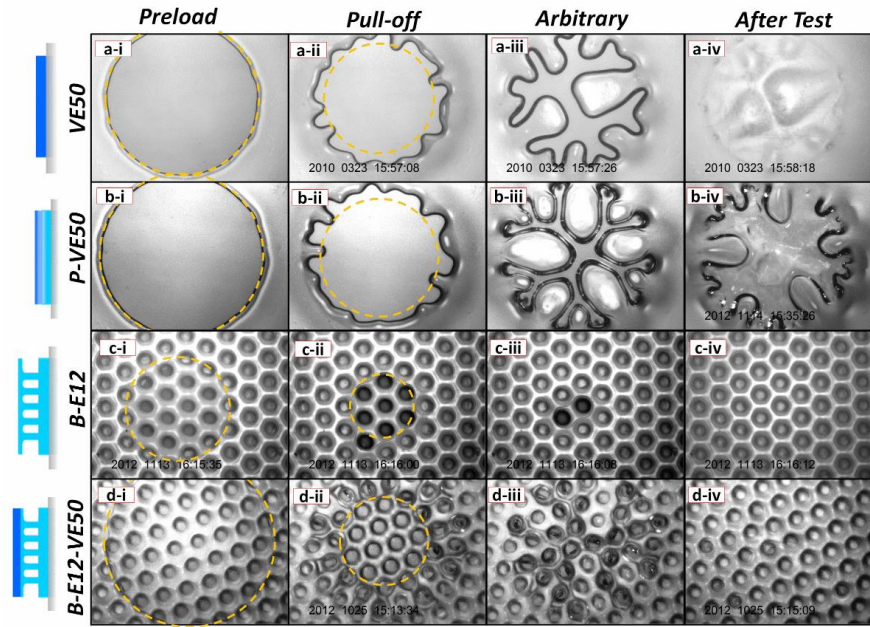 Preload Pull-off Arbitrary After Test
VE50
a-i a-ii a-iii a-iv
2010 0323 15:57:08 2010 0323 15:57:26 2010 0323 15:58:18
P-VE50
b-i b-ii b-iii b-iv
2012 1114 15:35:26
B-E12
c-i c-ii c-iii c-iv
2012 1113 16:15:35 2012 1113 16:16:00 2012 1113 16:16:08 2012 1113 16:16:12
B-E12-VE50
d-i d-ii d-iii d-iv
2012 1025 15:13:34 2012 1025 15:15:09